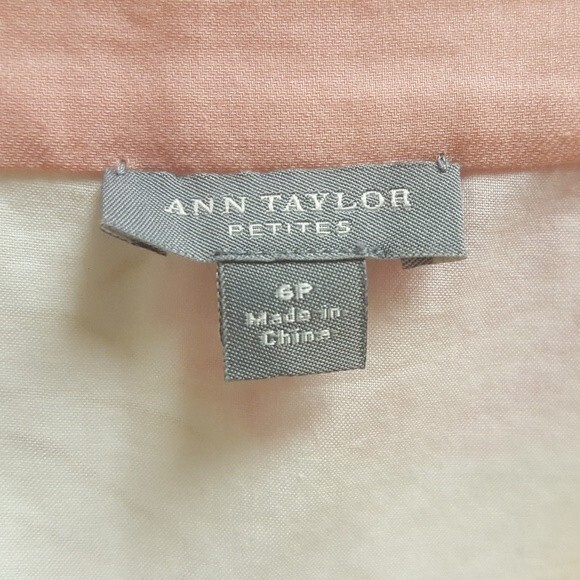 ANN TAYLOR
PETITES
6P
Made in
China